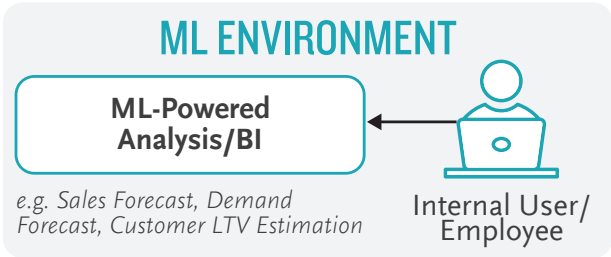 ML ENVIRONMENT
ML-Powered
Analysis/BI
e.g. Sales Forecast, Demand
Forecast, Customer LTV Estimation
Internal User/
Employee